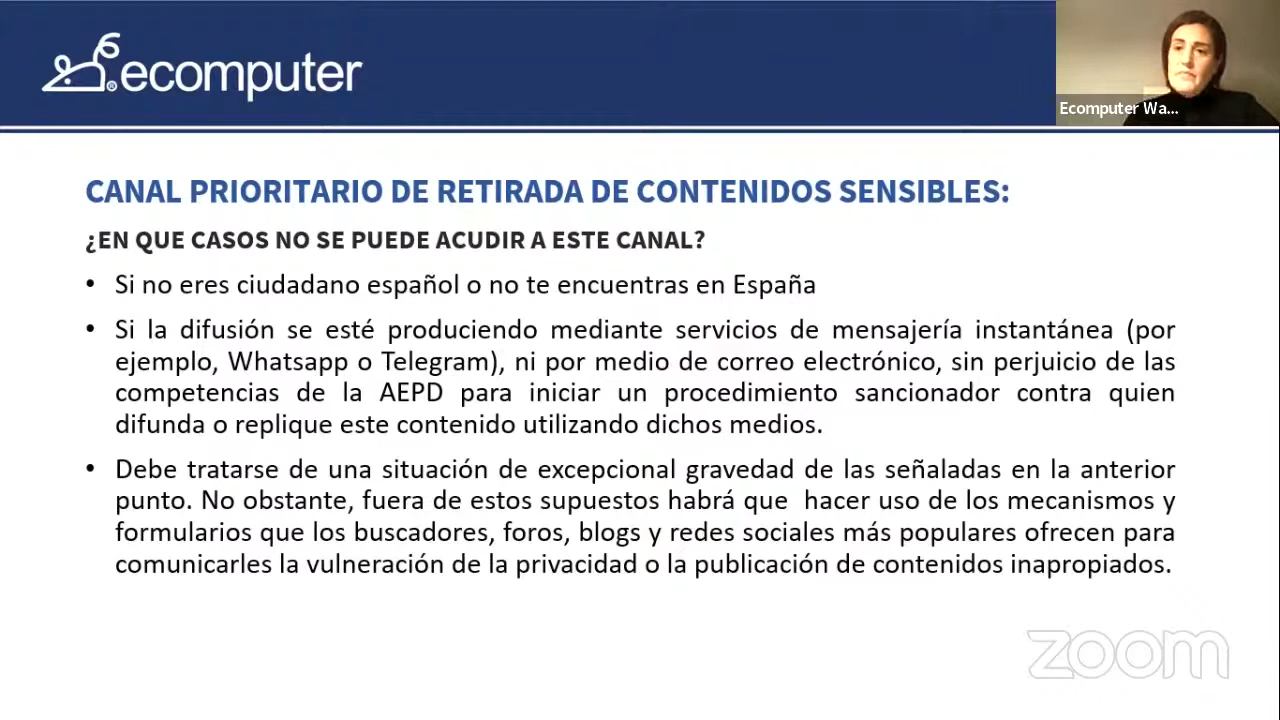 ecomputer
Ecomputer Wa...
CANAL PRIORITARIO DE RETIRADA DE CONTENIDOS SENSIBLES:
¿EN QUE CASOS NO SE PUEDE ACUDIR A ESTE CANAL?
• Si no eres ciudadano español o no te encuentras en España
• Si la difusión se esté produciendo mediante servicios de mensajería instantánea (por
ejemplo, Whatsapp o Telegram), ni por medio de correo electrónico, sin perjuicio de las
competencias de la AEPD para iniciar un procedimiento sancionador contra quien
difunda o replique este contenido utilizando dichos medios.
• Debe tratarse de una situación de excepcional gravedad de las señaladas en la anterior
punto. No obstante, fuera de estos supuestos habrá que hacer uso de los mecanismos y
formularios que los buscadores, foros, blogs y redes sociales más populares ofrecen para
comunicarles la vulneración de la privacidad o la publicación de contenidos inapropiados.
zoom